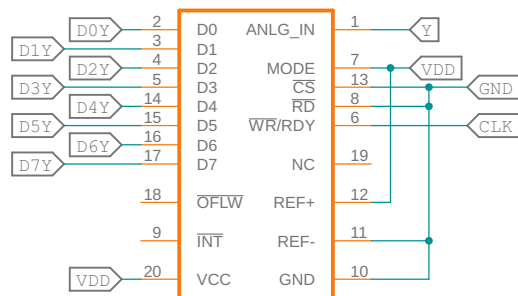 D0Y 2 D0 ANLG_IN 1 Y
D1Y 3 D1
D2Y 4 D2 MODE 7 VDD
D3Y 5 D3 CS 13 GND
D4Y 14 D4 RD 8
D5Y 15 D5 WR/RDY 6 CLK
D6Y 16 D6
D7Y 17 D7 NC 19
18 OFLW REF+ 12
9 INT REF- 11
VDD 20 VCC GND 10